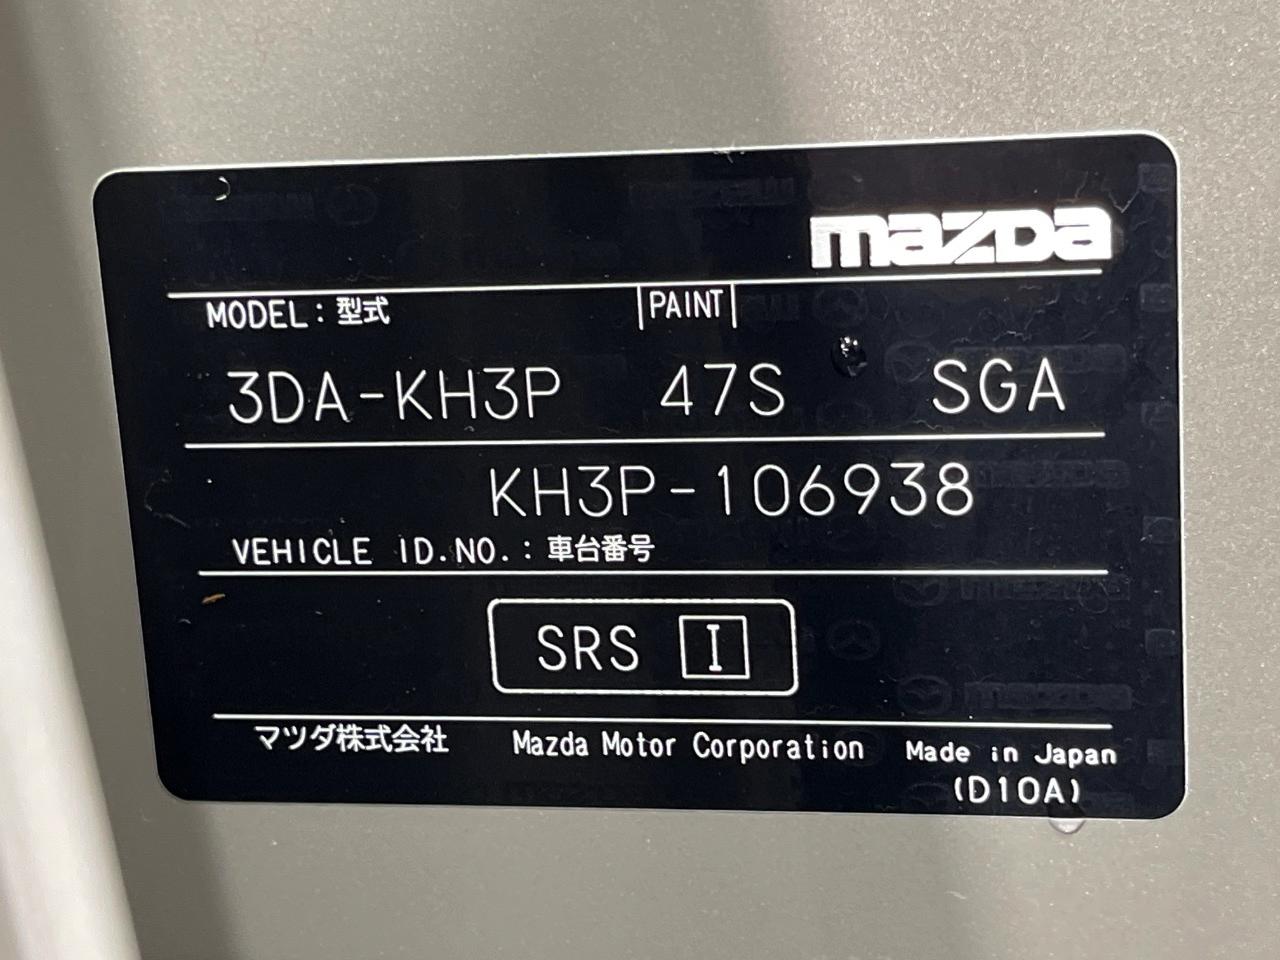 mazda
MODEL：型式 PAINT
3DA-KH3P 47S SGA
KH3P-106938
VEHICLE ID.NO.：車台番号
SRS I
マツダ株式会社 Mazda Motor Corporation Made in Japan
(D10A)